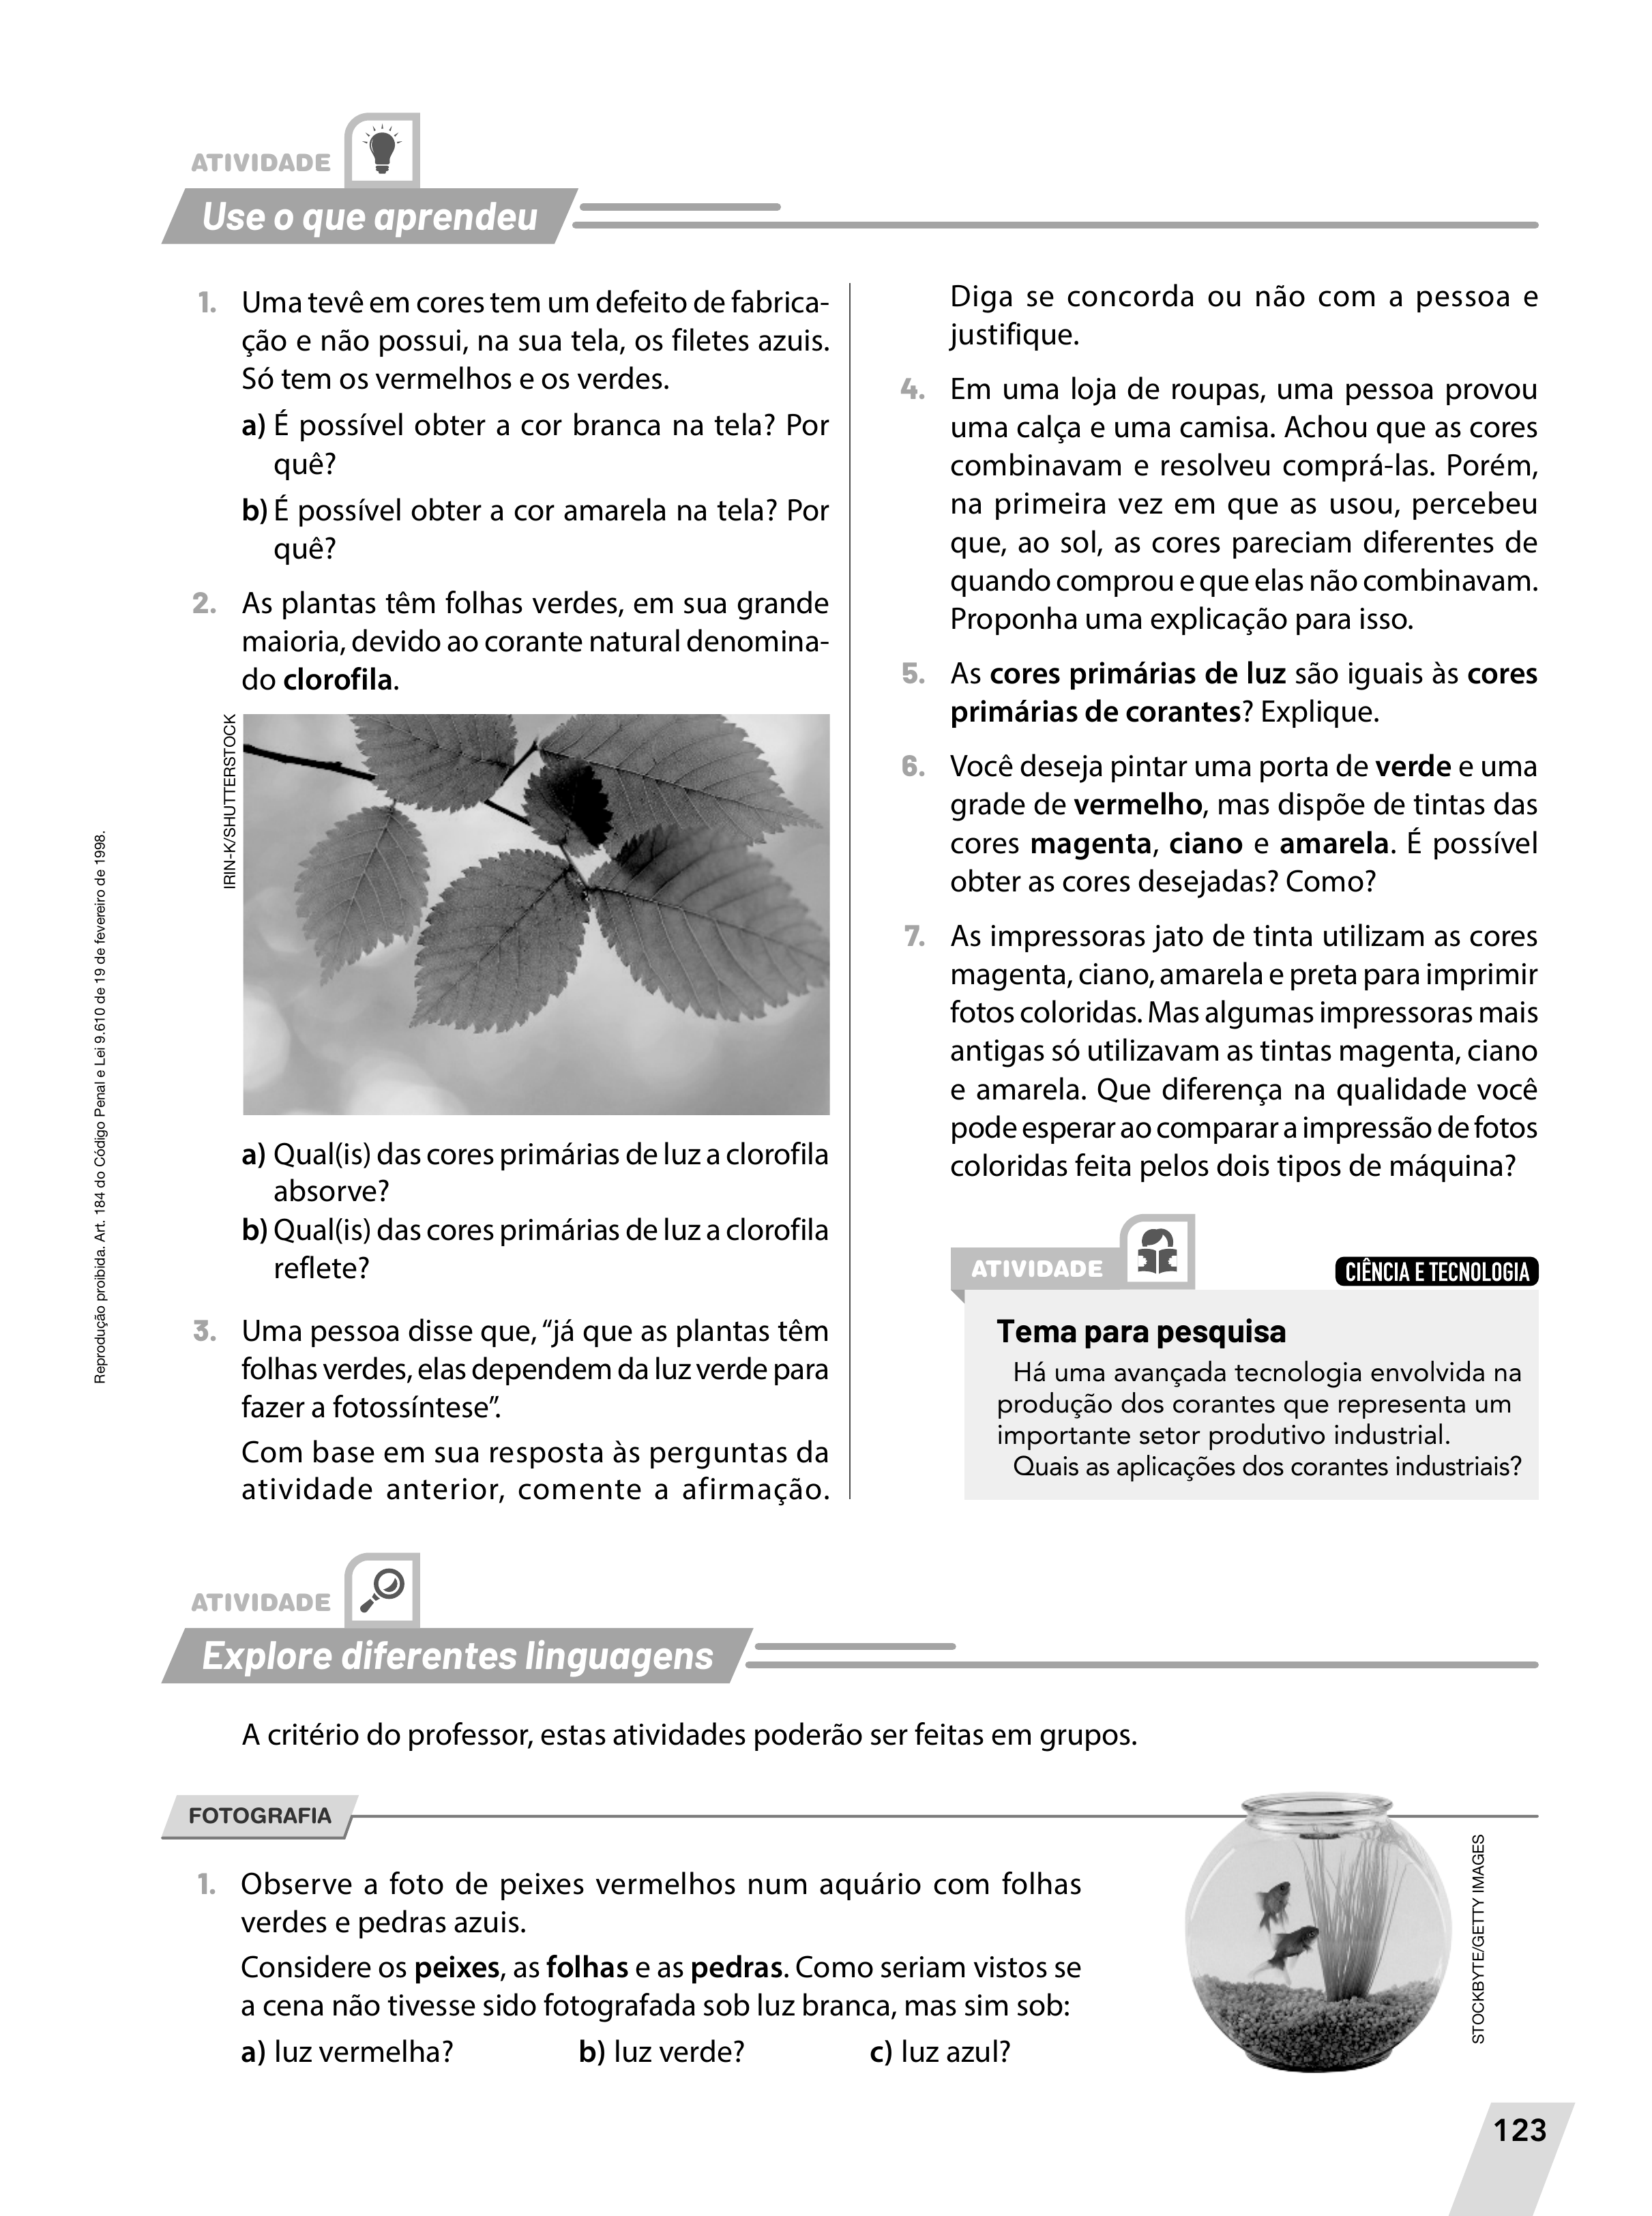 ATIVIDADE
Use o que aprendeu
1. Uma tevê em cores tem um defeito de fabrica-
ção e não possui, na sua tela, os filetes azuis.
Só tem os vermelhos e os verdes.
a) É possível obter a cor branca na tela? Por
quê?
b) É possível obter a cor amarela na tela? Por
quê?
2. As plantas têm folhas verdes, em sua grande
maioria, devido ao corante natural denomina-
do clorofila.
IRIN-K/SHUTTERSTOCK
a) Qual(is) das cores primárias de luz a clorofila
absorve?
b) Qual(is) das cores primárias de luz a clorofila
reflete?
3. Uma pessoa disse que, “já que as plantas têm
folhas verdes, elas dependem da luz verde para
fazer a fotossíntese”.
Com base em sua resposta às perguntas da
atividade anterior, comente a afirmação.
Diga se concorda ou não com a pessoa e
justifique.
4. Em uma loja de roupas, uma pessoa provou
uma calça e uma camisa. Achou que as cores
combinavam e resolveu comprá-las. Porém,
na primeira vez em que as usou, percebeu
que, ao sol, as cores pareciam diferentes de
quando comprou e que elas não combinavam.
Proponha uma explicação para isso.
5. As cores primárias de luz são iguais às cores
primárias de corantes? Explique.
6. Você deseja pintar uma porta de verde e uma
grade de vermelho, mas dispõe de tintas das
cores magenta, ciano e amarela. É possível
obter as cores desejadas? Como?
7. As impressoras jato de tinta utilizam as cores
magenta, ciano, amarela e preta para imprimir
fotos coloridas. Mas algumas impressoras mais
antigas só utilizavam as tintas magenta, ciano
e amarela. Que diferença na qualidade você
pode esperar ao comparar a impressão de fotos
coloridas feita pelos dois tipos de máquina?
ATIVIDADE
CIÊNCIA E TECNOLOGIA
Tema para pesquisa
Há uma avançada tecnologia envolvida na
produção dos corantes que representa um
importante setor produtivo industrial.
Quais as aplicações dos corantes industriais?
Reprodução proibida. Art. 184 do Código Penal e Lei 9.610 de 19 de fevereiro de 1998.
ATIVIDADE
Explore diferentes linguagens
A critério do professor, estas atividades poderão ser feitas em grupos.
FOTOGRAFIA
1. Observe a foto de peixes vermelhos num aquário com folhas
verdes e pedras azuis.
Considere os peixes, as folhas e as pedras. Como seriam vistos se
a cena não tivesse sido fotografada sob luz branca, mas sim sob:
a) luz vermelha? b) luz verde? c) luz azul?
STOCKBYTE/GETTY IMAGES
123